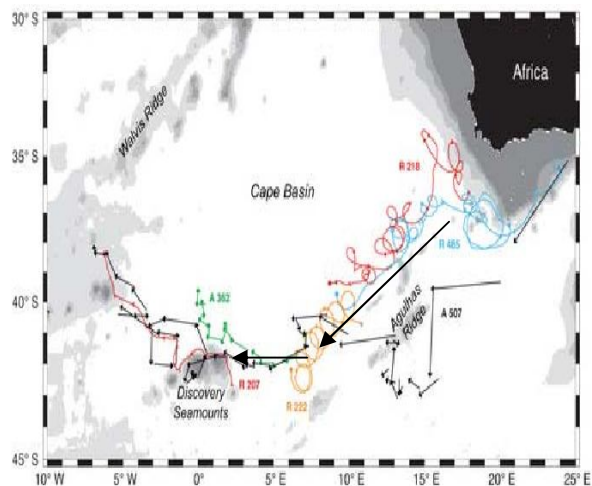 30° S
Africa
Walvis Ridge
35° S
R 218
Cape Basin
R 465
A 362
40° S
Agulhas
Ridge
A 507
R 207
Discovery
Seamounts
R 222
45° S
10° W
5° W
0°
5° E
10° E
15° E
20° E
25° E